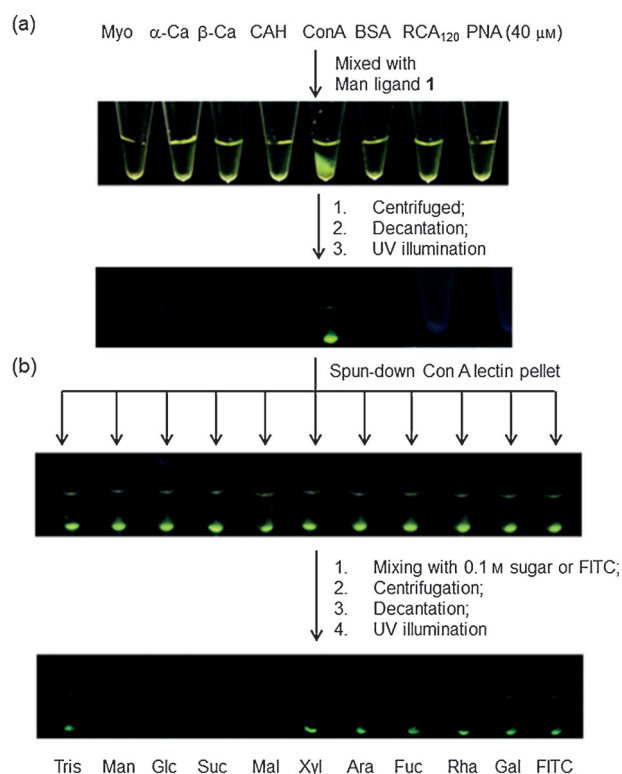 (a)
Myo α-Ca β-Ca CAH ConA BSA RCA120 PNA (40 μM)
Mixed with
Man ligand 1
1. Centrifuged;
2. Decantation;
3. UV illumination
(b)
Spun-down Con A lectin pellet
1. Mixing with 0.1 M sugar or FITC;
2. Centrifugation;
3. Decantation;
4. UV illumination
Tris Man Glc Suc Mal Xyl Ara Fuc Rha Gal FITC